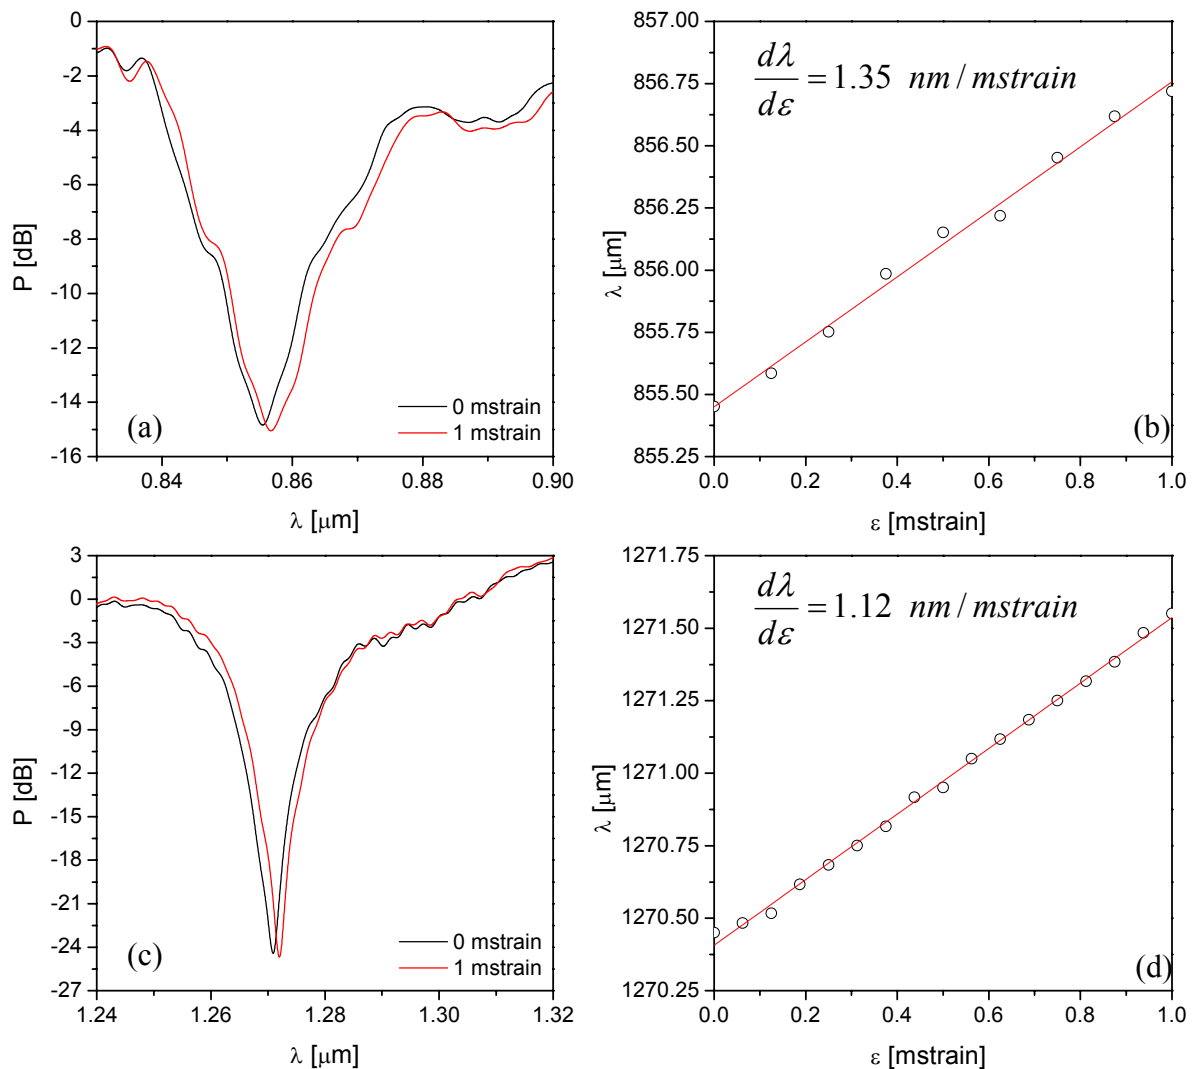 0
-2
-4
-6
-8
-10
-12
-14
-16
P [dB]
(a)
0 mstrain
1 mstrain
0.84 0.86 0.88 0.90
λ [μm]
857.00
856.75
856.50
856.25
856.00
855.75
855.50
855.25
λ [μm]
dλ/dε = 1.35 nm / mstrain
(b)
0.0 0.2 0.4 0.6 0.8 1.0
ε [mstrain]
3
0
-3
-6
-9
-12
-15
-18
-21
-24
-27
P [dB]
(c)
0 mstrain
1 mstrain
1.24 1.26 1.28 1.30 1.32
λ [μm]
1271.75
1271.50
1271.25
1271.00
1270.75
1270.50
1270.25
λ [μm]
dλ/dε = 1.12 nm / mstrain
(d)
0.0 0.2 0.4 0.6 0.8 1.0
ε [mstrain]